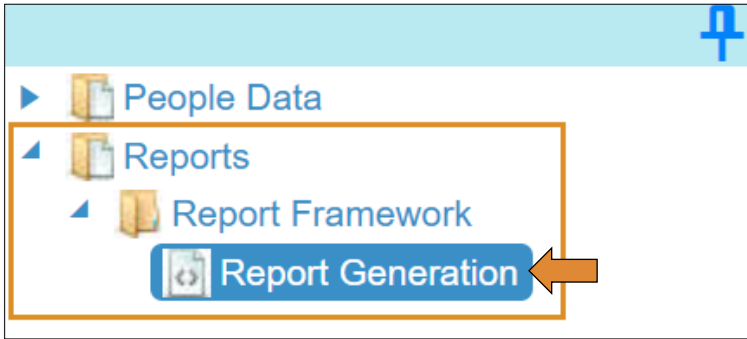 People Data
Reports
Report Framework
Report Generation